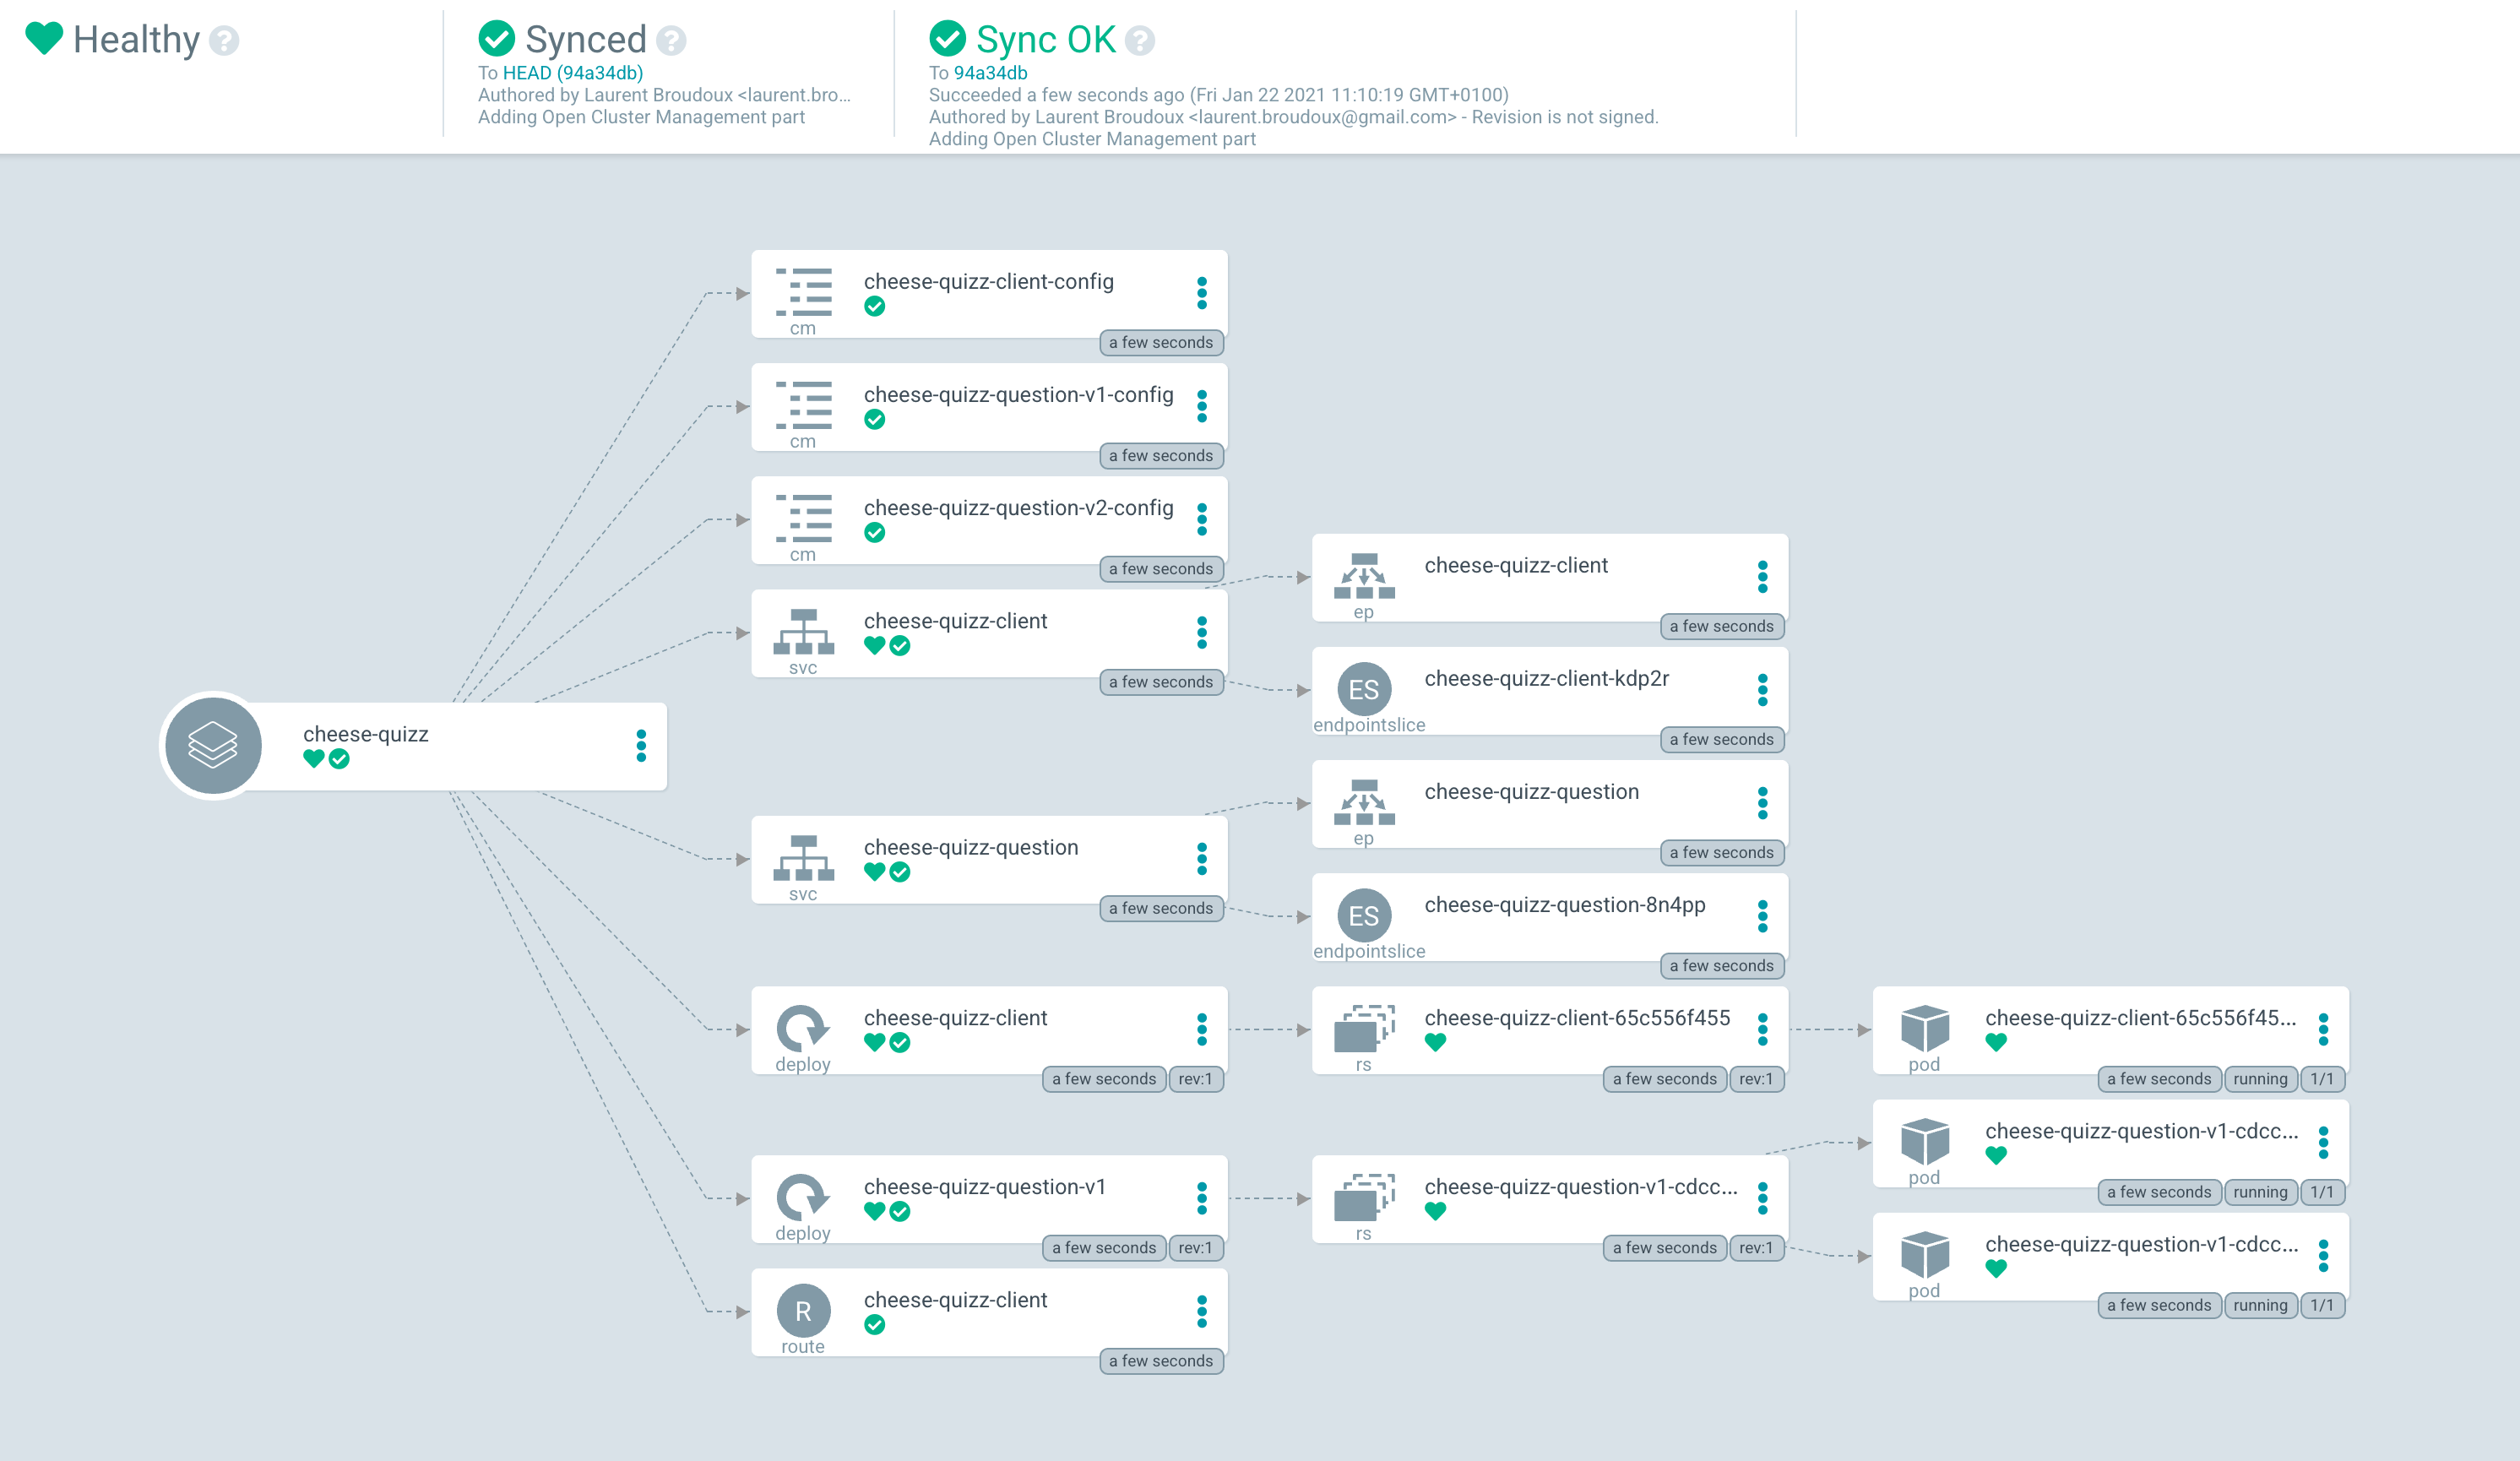 Healthy ?
Synced ?
To HEAD (94a34db)
Authored by Laurent Broudoux <laurent.bro...
Adding Open Cluster Management part
Sync OK ?
To 94a34db
Succeeded a few seconds ago (Fri Jan 22 2021 11:10:19 GMT+0100)
Authored by Laurent Broudoux <laurent.broudoux@gmail.com> - Revision is not signed.
Adding Open Cluster Management part
cheese-quizz
cheese-quizz-client-config
cm
a few seconds
cheese-quizz-question-v1-config
cm
a few seconds
cheese-quizz-question-v2-config
cm
a few seconds
cheese-quizz-client
svc
a few seconds
cheese-quizz-question
svc
a few seconds
cheese-quizz-client
deploy
a few seconds rev:1
cheese-quizz-question-v1
deploy
a few seconds rev:1
R
cheese-quizz-client
route
a few seconds
cheese-quizz-client
ep
a few seconds
ES
cheese-quizz-client-kdp2r
endpointslice
a few seconds
cheese-quizz-question
ep
a few seconds
ES
cheese-quizz-question-8n4pp
endpointslice
a few seconds
cheese-quizz-client-65c556f455
rs
a few seconds rev:1
cheese-quizz-question-v1-cdcc...
rs
a few seconds rev:1
cheese-quizz-client-65c556f45...
pod
a few seconds running 1/1
cheese-quizz-question-v1-cdcc...
pod
a few seconds running 1/1
cheese-quizz-question-v1-cdcc...
pod
a few seconds running 1/1